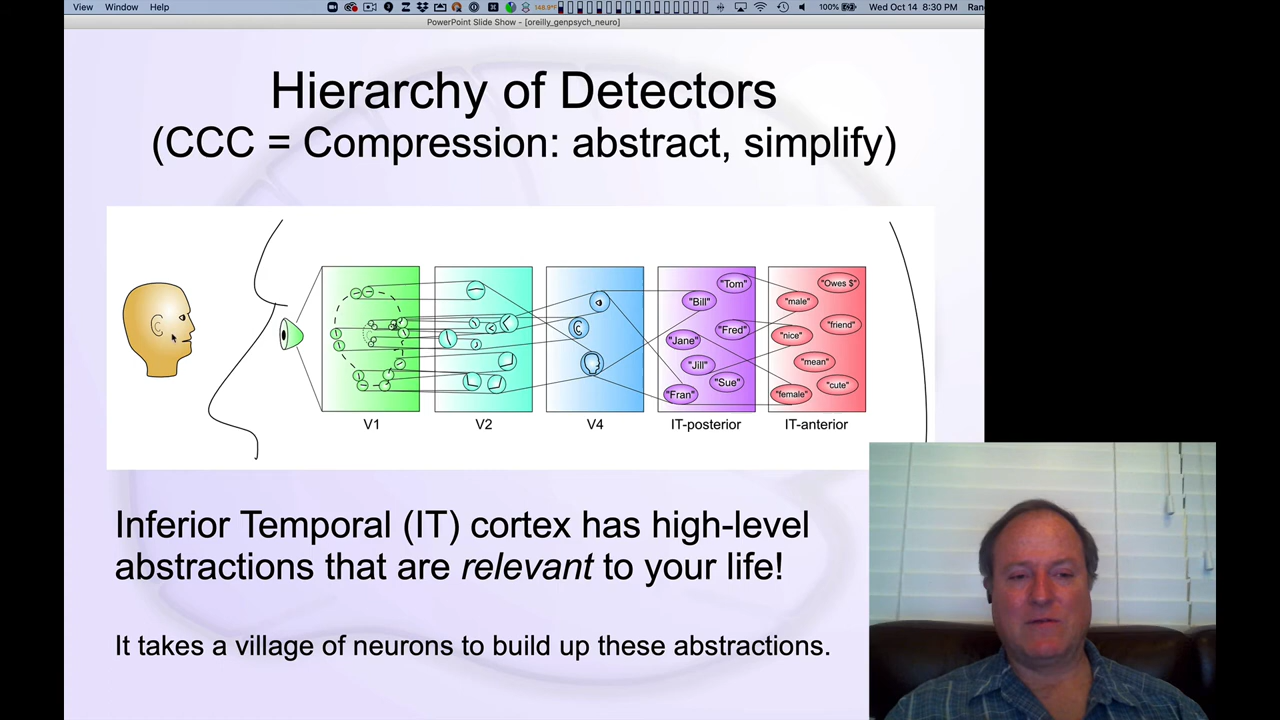 View Window Help 148.9°F 100% Wed Oct 14 8:30 PM
PowerPoint Slide Show - [oreilly_genpsych_neuro]
Hierarchy of Detectors
(CCC = Compression: abstract, simplify)
"Tom" "Owes $"
"Bill" "male"
"Fred" "friend"
"Jane" "nice"
"Jill" "mean"
"Sue" "cute"
"Fran" "female"
V1 V2 V4 IT-posterior IT-anterior
Inferior Temporal (IT) cortex has high-level
abstractions that are relevant to your life!
It takes a village of neurons to build up these abstractions.